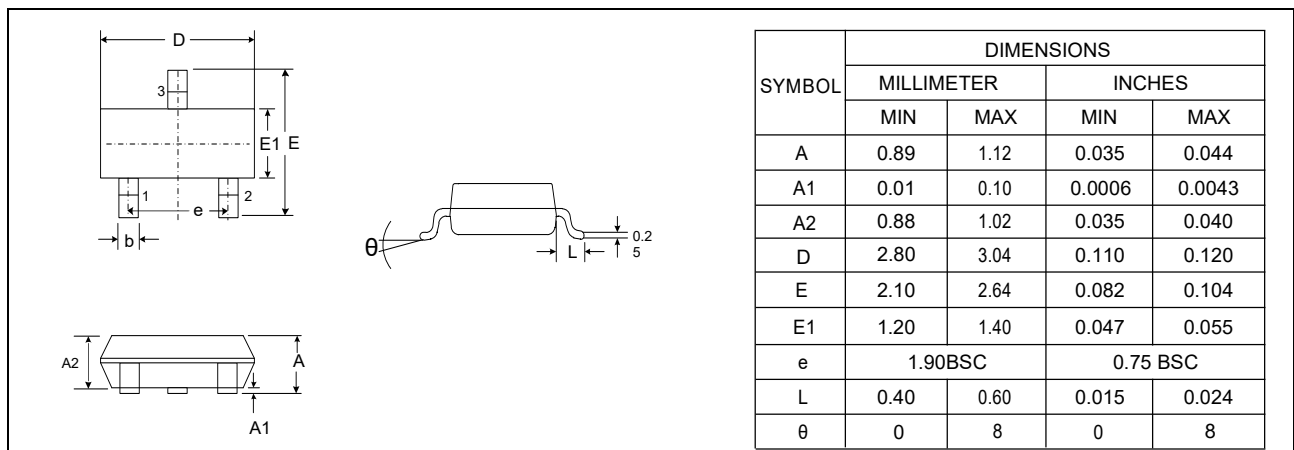 D
3
E1 E
1
2
e
b
θ
L
0.2
5
A2
A
A1
SYMBOL DIMENSIONS
MILLIMETER INCHES
MIN MAX MIN MAX
A 0.89 1.12 0.035 0.044
A1 0.01 0.10 0.0006 0.0043
A2 0.88 1.02 0.035 0.040
D 2.80 3.04 0.110 0.120
E 2.10 2.64 0.082 0.104
E1 1.20 1.40 0.047 0.055
e 1.90BSC 0.75 BSC
L 0.40 0.60 0.015 0.024
θ 0 8 0 8